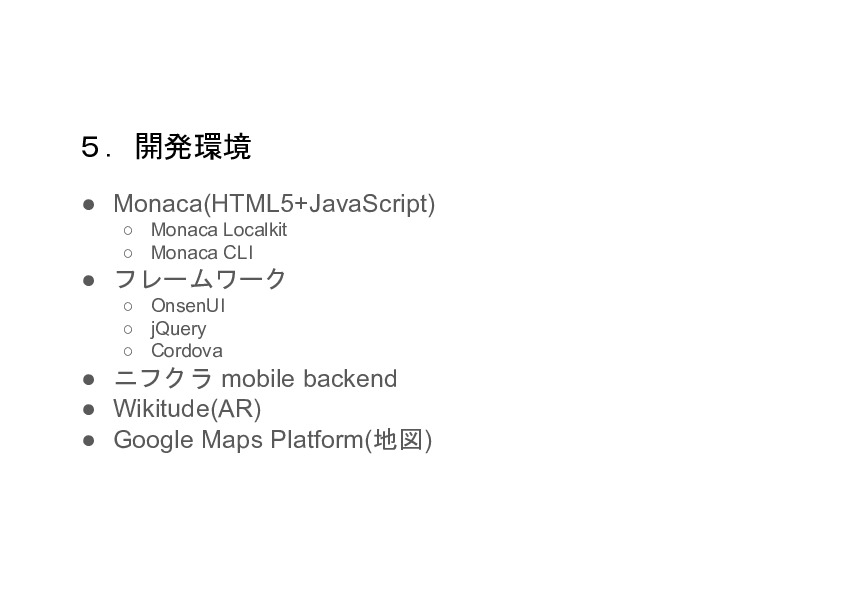 ５． 開発環境
● Monaca(HTML5+JavaScript)
○ Monaca Localkit
○ Monaca CLI
● フレームワーク
○ OnsenUI
○ jQuery
○ Cordova
● ニフクラ mobile backend
● Wikitude(AR)
● Google Maps Platform(地図)